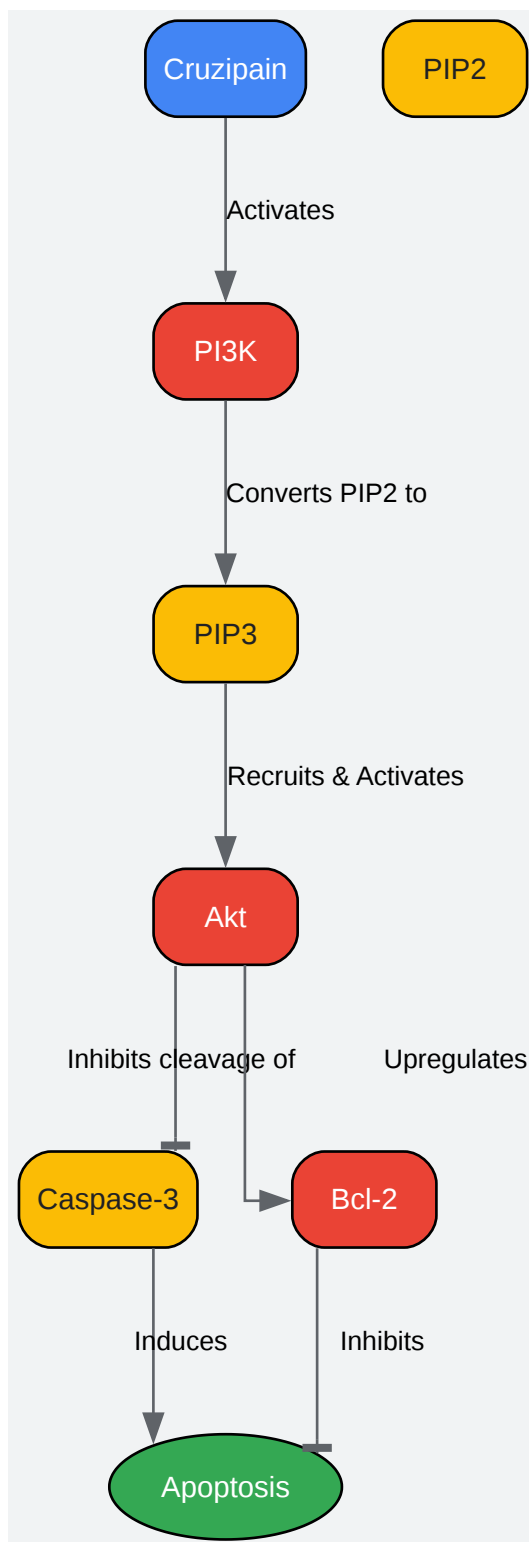 Cruzipain
PIP2
Activates
PI3K
Converts PIP2 to
PIP3
Recruits & Activates
Akt
Inhibits cleavage of
Upregulates
Caspase-3
Bcl-2
Induces
Inhibits
Apoptosis